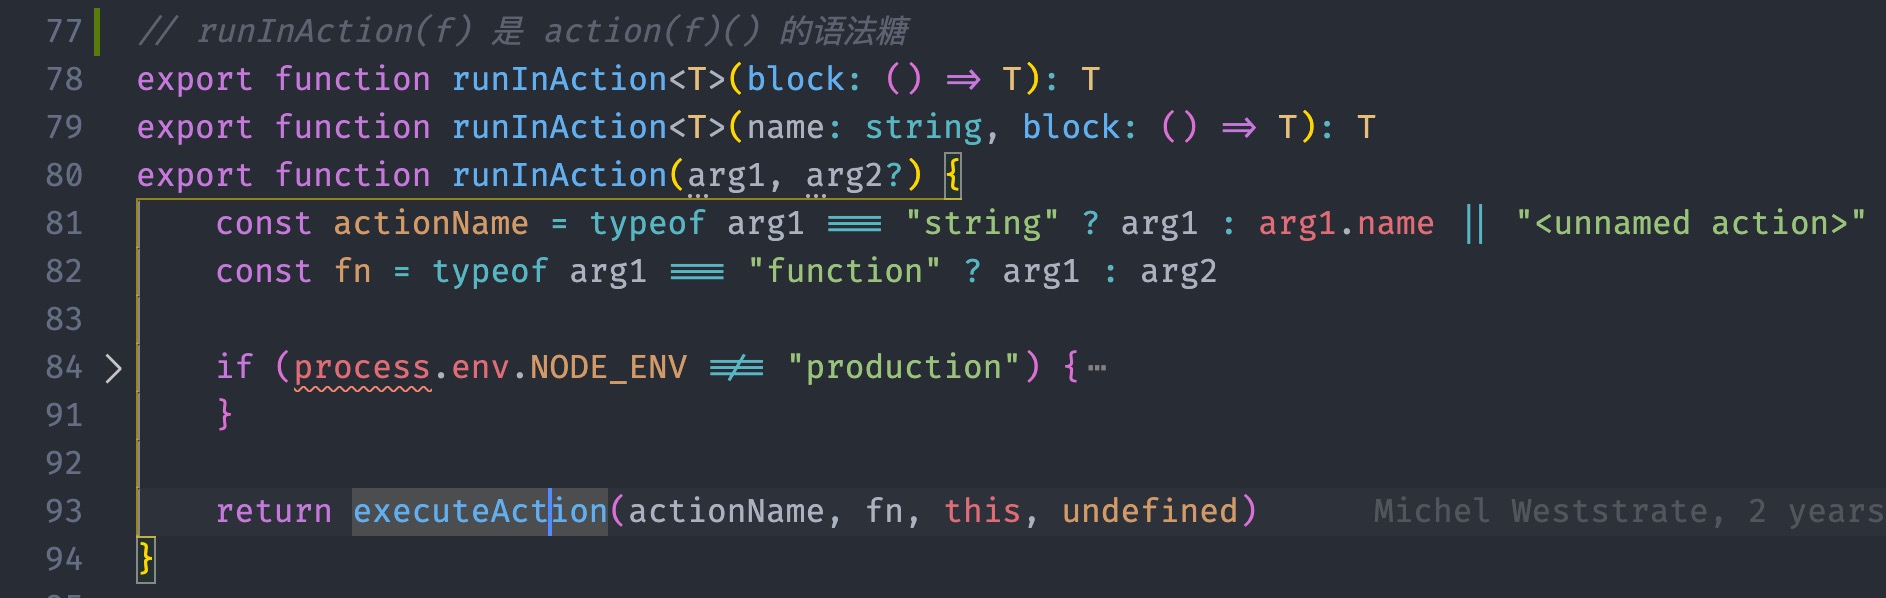 77 // runInAction(f) 是 action(f)() 的语法糖
78 export function runInAction<T>(block: () => T): T
79 export function runInAction<T>(name: string, block: () => T): T
80 export function runInAction(arg1, arg2?) {
81 const actionName = typeof arg1 === "string" ? arg1 : arg1.name || "<unnamed action>"
82 const fn = typeof arg1 === "function" ? arg1 : arg2
83
84 if (process.env.NODE_ENV !== "production") {⋯
91 }
92
93 return executeAction(actionName, fn, this, undefined) Michel Weststrate, 2 years
94 }